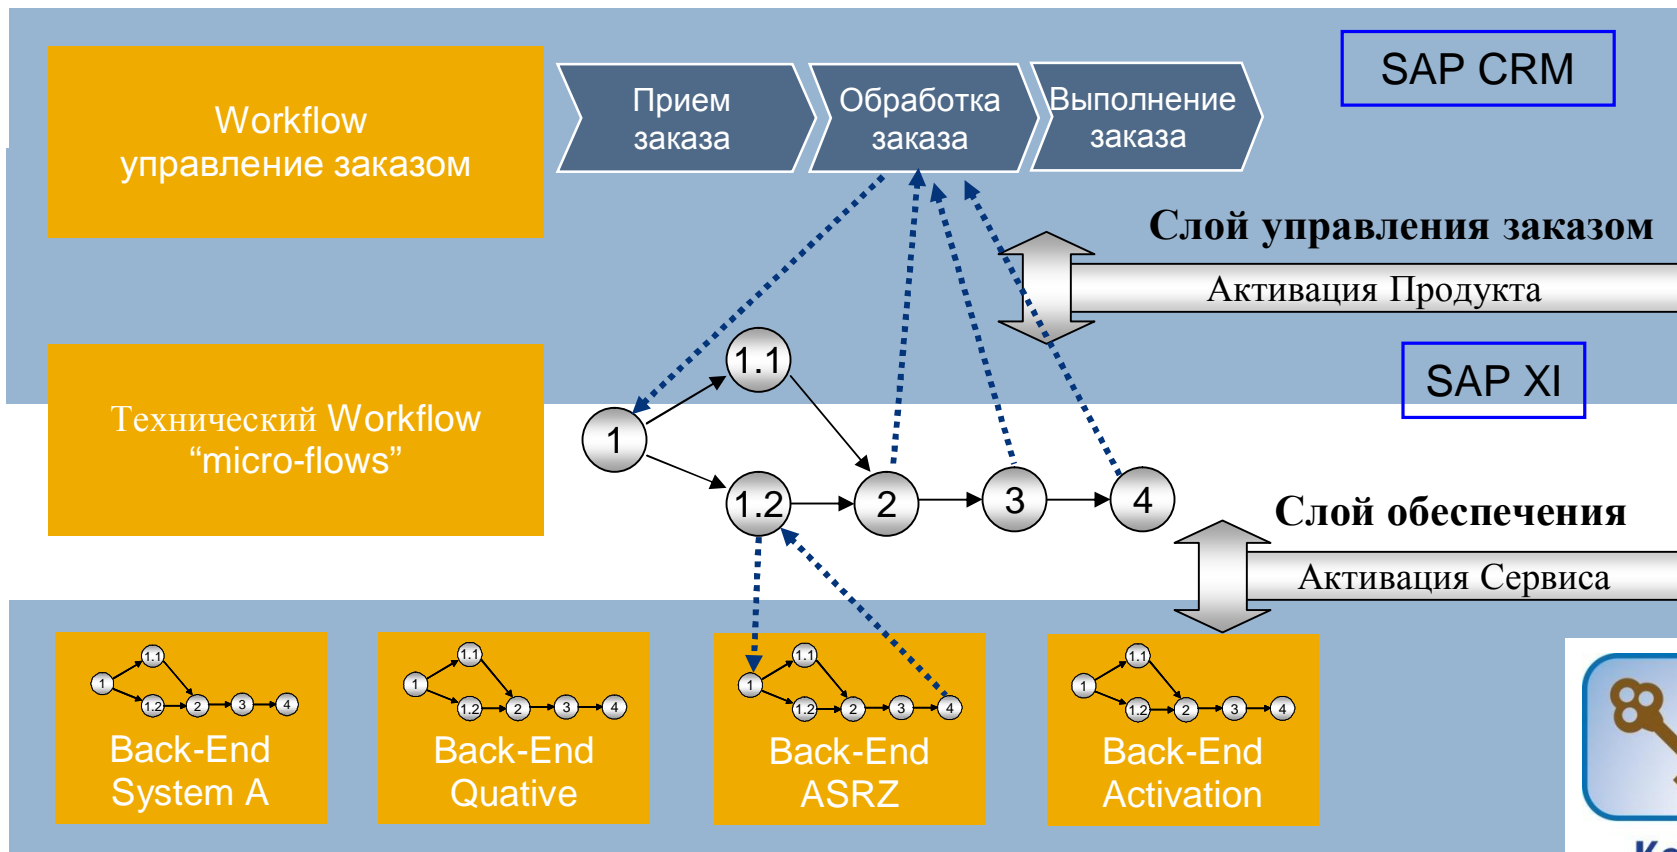 Workflow
управление заказом
Прием
заказа
Обработка
заказа
Выполнение
заказа
SAP CRM
Слой управления заказом
Активация Продукта
SAP XI
Технический Workflow
“micro-flows”
1
1.1
1.2
2
3
4
Слой обеспечения
Активация Сервиса
1
1.1
1.2
2
3
4
Back-End
System A
1
1.1
1.2
2
3
4
Back-End
Quative
1
1.1
1.2
2
3
4
Back-End
ASRZ
1
1.1
1.2
2
3
4
Back-End
Activation